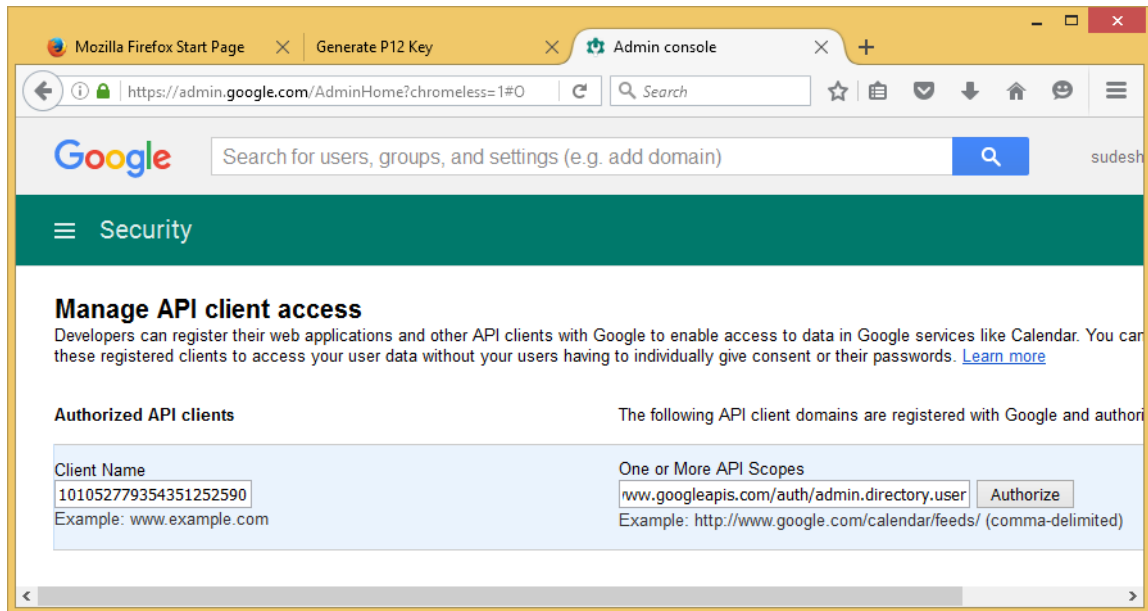 Mozilla Firefox Start Page
Generate P12 Key
Admin console
https://admin.google.com/AdminHome?chromeless=1#O
Search
Google
Search for users, groups, and settings (e.g. add domain)
sudesh
Security
Manage API client access
Developers can register their web applications and other API clients with Google to enable access to data in Google services like Calendar. You can
these registered clients to access your user data without your users having to individually give consent or their passwords. Learn more
Authorized API clients
The following API client domains are registered with Google and authori
Client Name
One or More API Scopes
101052779354351252590
www.googleapis.com/auth/admin.directory.user
Authorize
Example: www.example.com
Example: http://www.google.com/calendar/feeds/ (comma-delimited)